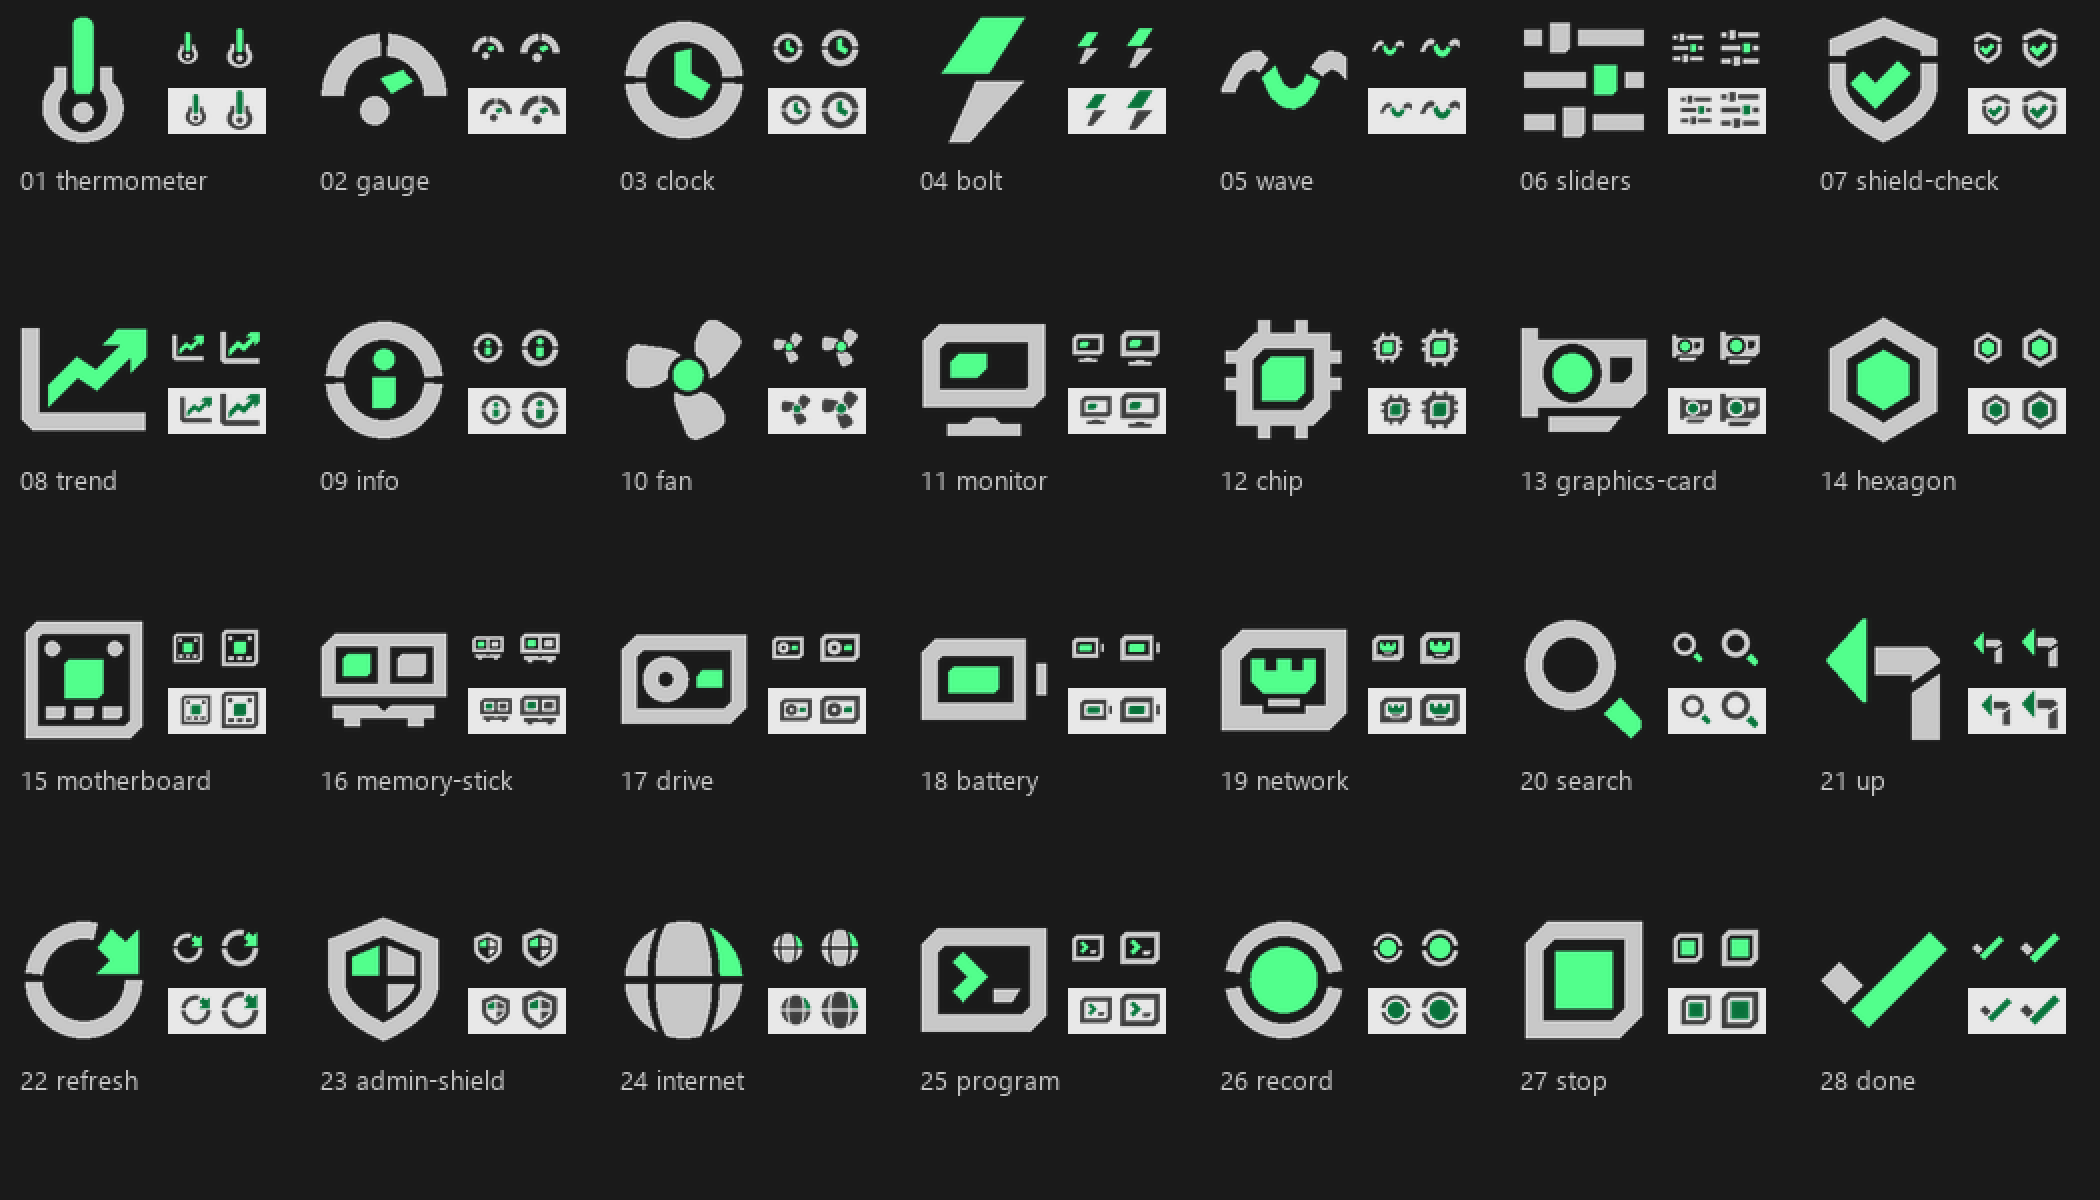 01 thermometer
02 gauge
03 clock
04 bolt
05 wave
06 sliders
07 shield-check
08 trend
09 info
10 fan
11 monitor
12 chip
13 graphics-card
14 hexagon
15 motherboard
16 memory-stick
17 drive
18 battery
19 network
20 search
21 up
22 refresh
23 admin-shield
24 internet
25 program
26 record
27 stop
28 done